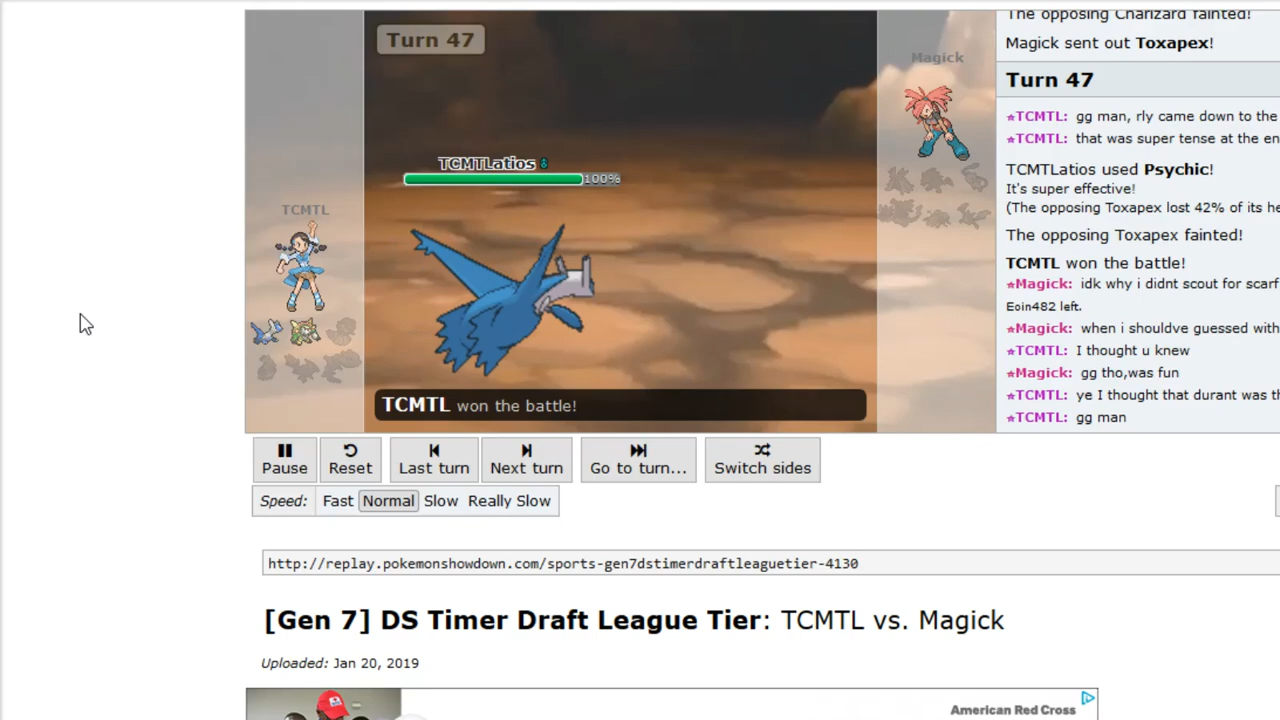 Turn 47
Magick
TCMTLatios
100%
TCMTL
TCMTL won the battle!
The opposing Charizard fainted!
Magick sent out Toxapex!
Turn 47
☆TCMTL: gg man, rly came down to the
☆TCMTL: that was super tense at the en
TCMTLatios used Psychic!
It's super effective!
(The opposing Toxapex lost 42% of its he
The opposing Toxapex fainted!
TCMTL won the battle!
☆Magick: idk why i didnt scout for scarf
Eoin482 left.
☆Magick: when i shouldve guessed with
☆TCMTL: I thought u knew
☆Magick: gg tho,was fun
☆TCMTL: ye I thought that durant was th
☆TCMTL: gg man
Pause Reset Last turn Next turn Go to turn... Switch sides
Speed: Fast Normal Slow Really Slow
http://replay.pokemonshowdown.com/sports-gen7dstimerdraftleaguetier-4130
[Gen 7] DS Timer Draft League Tier: TCMTL vs. Magick
Uploaded: Jan 20, 2019
American Red Cross